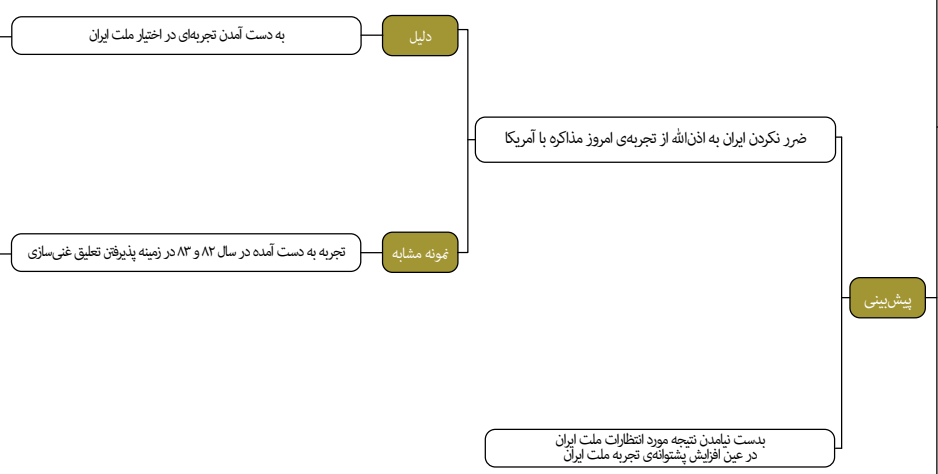 پیش‌بینی
ضرر نکردن ایران به اذن‌الله از تجربه‌ی امروز مذاکره با آمریکا
دلیل
به دست آمدن تجربه‌ای در اختیار ملت ایران
نمونه مشابه
تجربه به دست آمده در سال ۸۲ و ۸۳ در زمینه پذیرفتن تعلیق غنی‌سازی
بدست نیامدن نتیجه مورد انتظارات ملت ایران
در عین افزایش پشتوانه‌ی تجربه ملت ایران